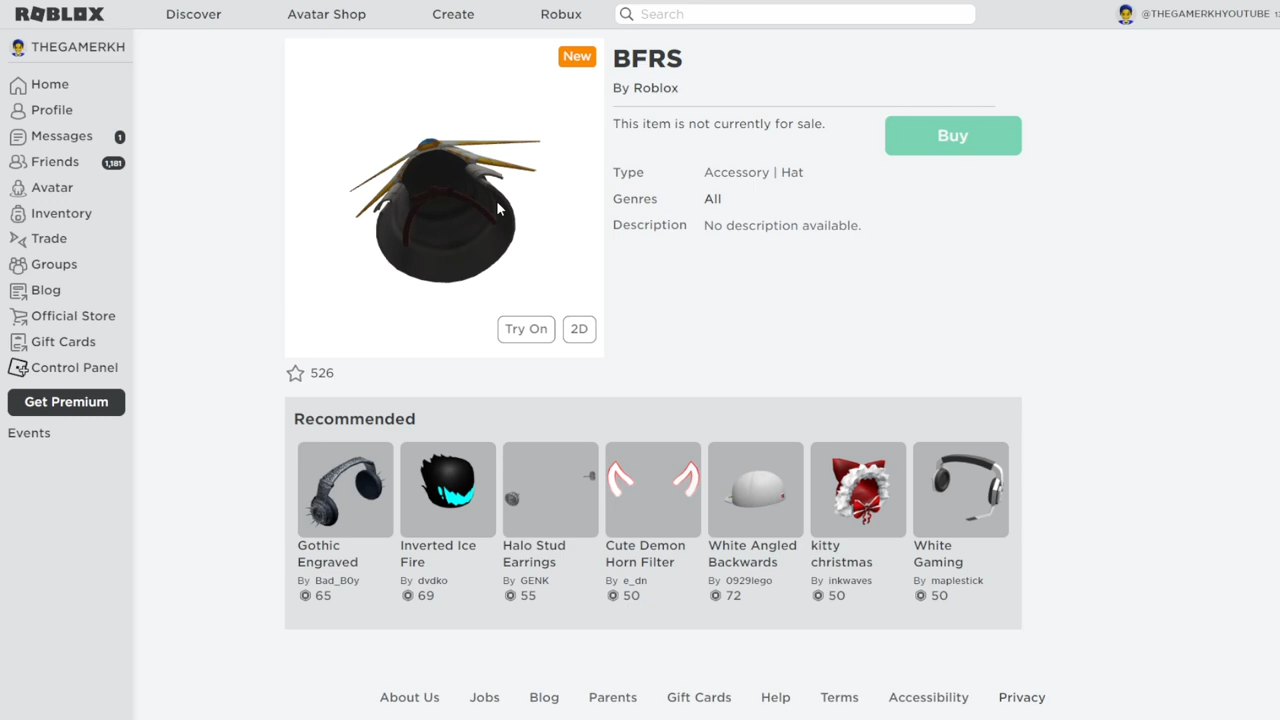 ROBLOX
Discover
Avatar Shop
Create
Robux
Search
@THEGAMERKHYOUTUBE
THEGAMERKH
Home
Profile
Messages 1
Friends 1,181
Avatar
Inventory
Trade
Groups
Blog
Official Store
Gift Cards
Control Panel
Get Premium
Events
New
Try On
2D
526
BFRS
By Roblox
This item is not currently for sale.
Buy
Type Accessory | Hat
Genres All
Description No description available.
Recommended
Gothic
Engraved
By Bad_B0y
65
Inverted Ice
Fire
By dvdko
69
Halo Stud
Earrings
By GENK
55
Cute Demon
Horn Filter
By e_dn
50
White Angled
Backwards
By 0929lego
72
kitty
christmas
By inkwaves
50
White
Gaming
By maplestick
50
About Us
Jobs
Blog
Parents
Gift Cards
Help
Terms
Accessibility
Privacy